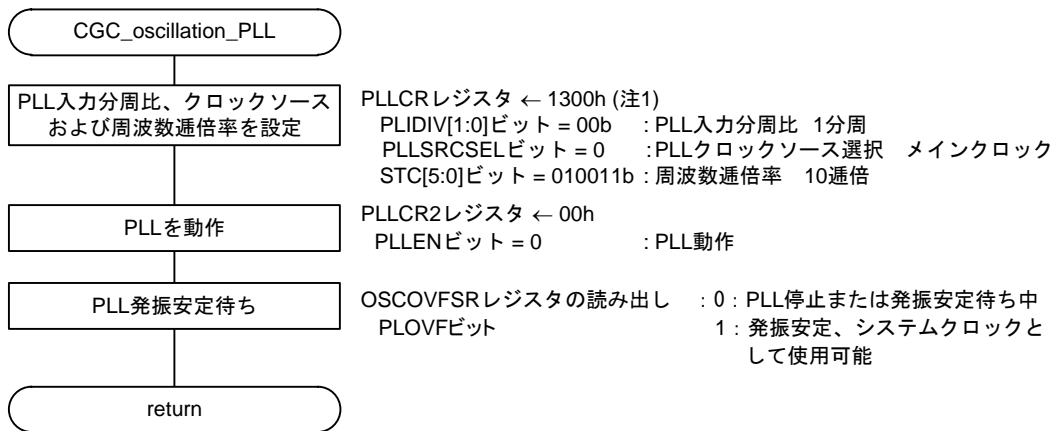 CGC_oscillation_PLL
PLL入力分周比、クロックソース
および周波数逓倍率を設定
PLLCRレジスタ ← 1300h (注1)
PLIDIV[1:0]ビット = 00b : PLL入力分周比 1分周
PLLSRCSELビット = 0 : PLLクロックソース選択 メインクロック
STC[5:0]ビット = 010011b : 周波数逓倍率 10逓倍
PLLを動作
PLLCR2レジスタ ← 00h
PLLENビット = 0 : PLL動作
PLL発振安定待ち
OSCOVFSRレジスタの読み出し : 0 : PLL停止または発振安定待ち中
PLOVFビット 1 : 発振安定、システムクロックと
して使用可能
return